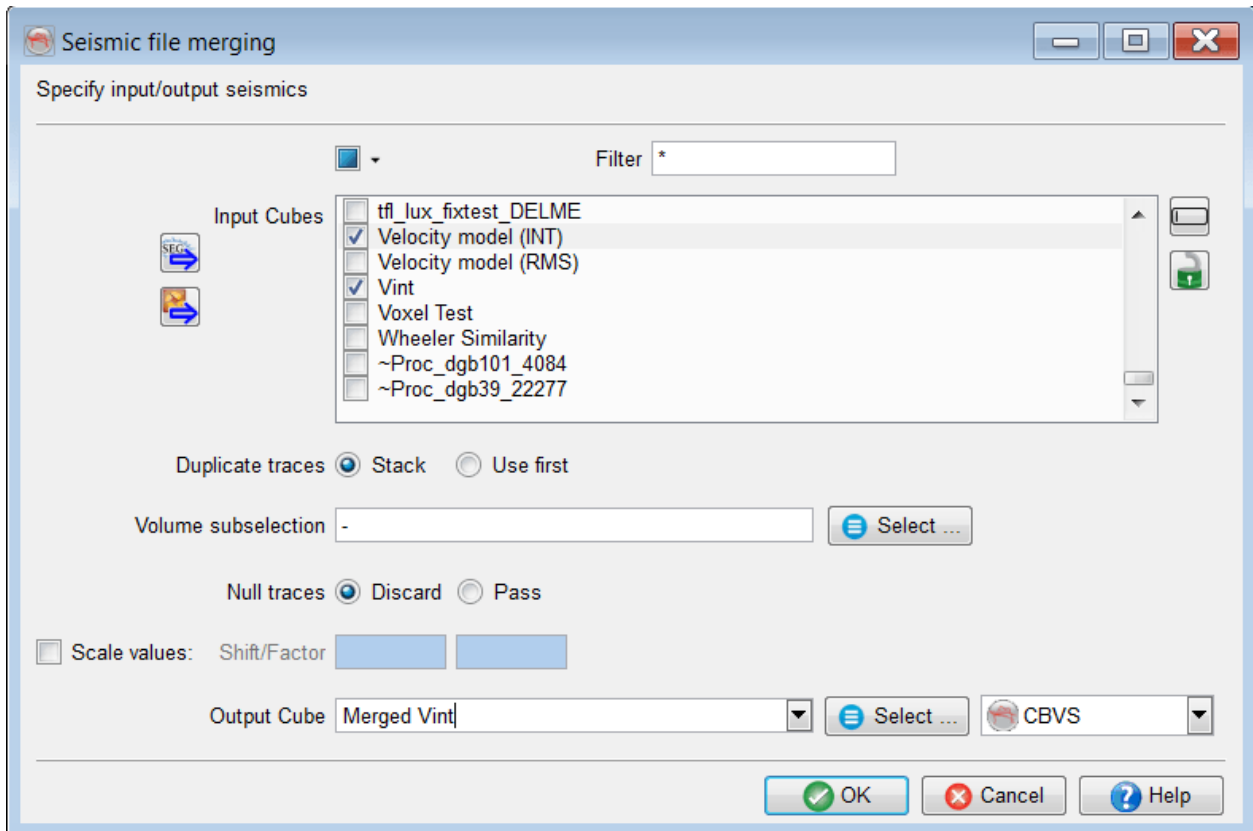 Seismic file merging
Specify input/output seismics
Filter *
Input Cubes
SEG
tfl_lux_fixtest_DELME
Velocity model (INT)
Velocity model (RMS)
Vint
Voxel Test
Wheeler Similarity
~Proc_dgb101_4084
~Proc_dgb39_22277
Duplicate traces Stack Use first
Volume subselection - Select ...
Null traces Discard Pass
Scale values: Shift/Factor
Output Cube Merged Vint Select ... CBVS
OK Cancel ? Help